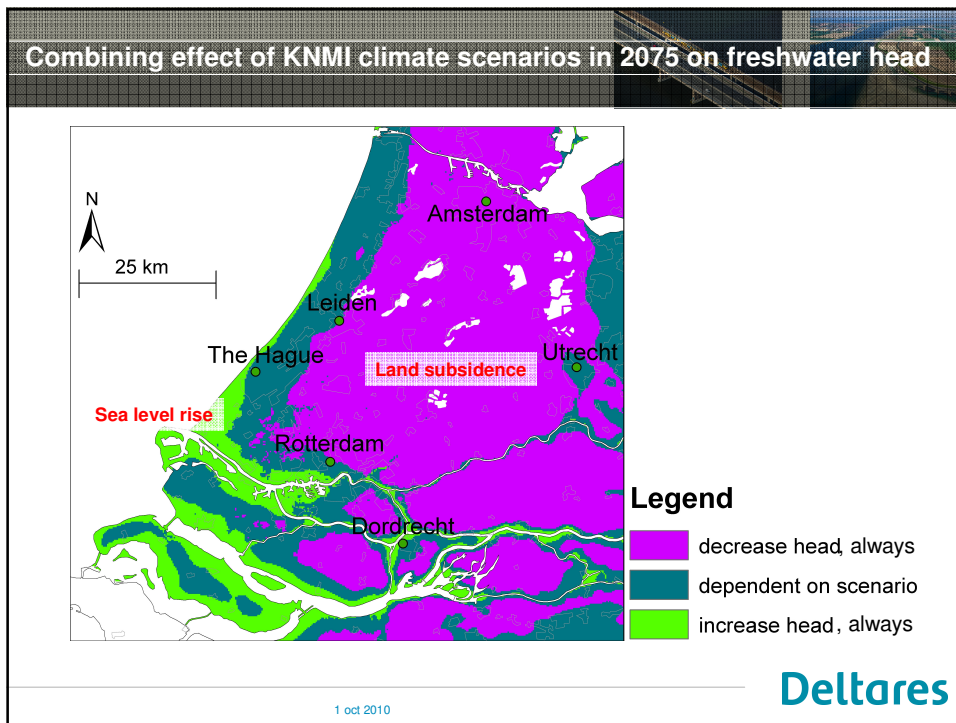 Combining effect of KNMI climate scenarios in 2075 on freshwater head
N
25 km
Amsterdam
Leiden
The Hague
Utrecht
Land subsidence
Sea level rise
Rotterdam
Dordrecht
Legend
decrease head, always
dependent on scenario
increase head, always
Deltares
1 oct 2010